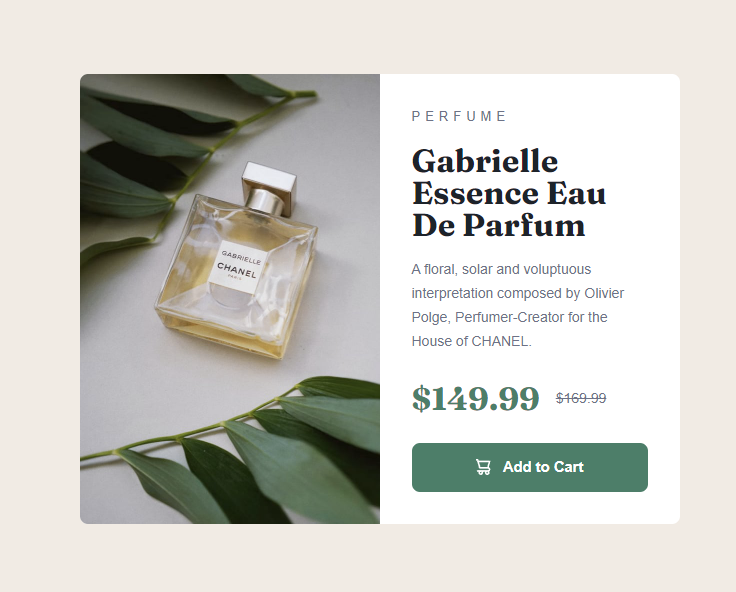 GABRIELLE
CHANEL
PARIS
PERFUME
Gabrielle
Essence Eau
De Parfum
A floral, solar and voluptuous
interpretation composed by Olivier
Polge, Perfumer-Creator for the
House of CHANEL.
$149.99 $169.99
Add to Cart